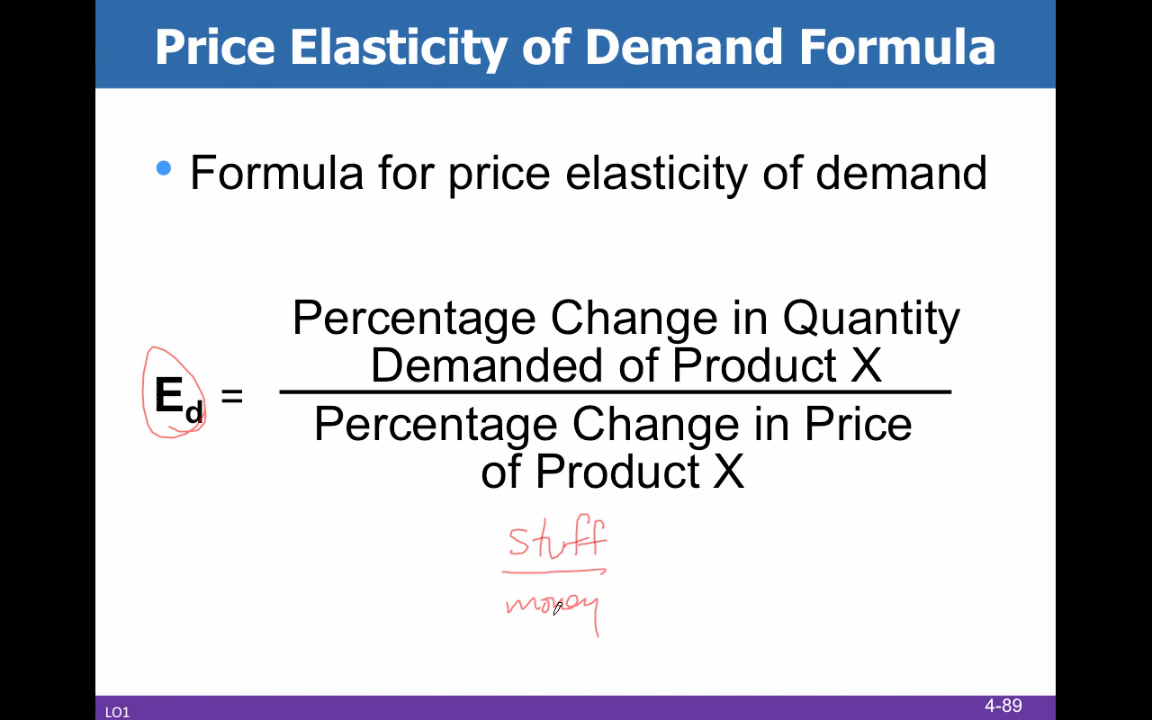 Price Elasticity of Demand Formula
• Formula for price elasticity of demand
Percentage Change in Quantity
Demanded of Product X
Ed =
Percentage Change in Price
of Product X
stuff
money
LO1
4-89